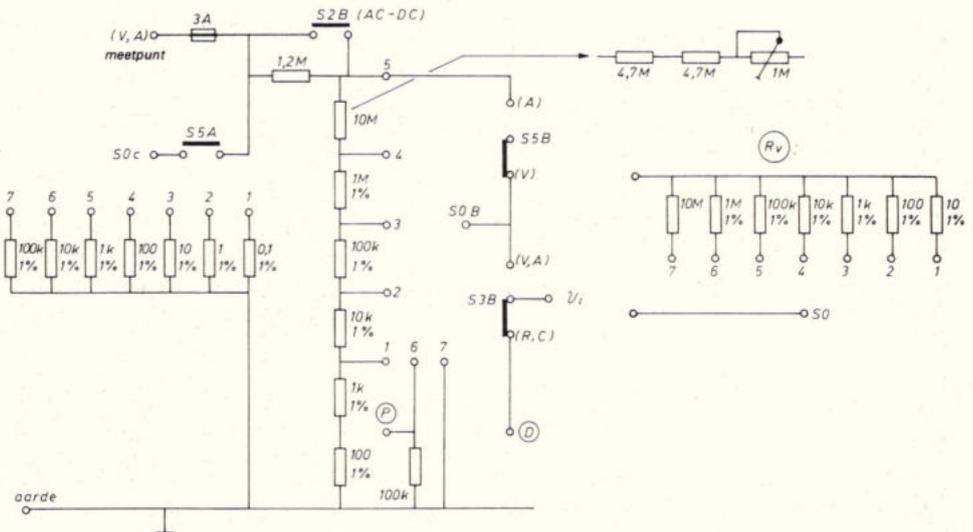 3A
S2B (AC-DC)
(V,A)
meetpunt
1,2M
5
4,7M
4,7M
1M
10M
(A)
S5A
S5B
S0c
4
(V)
Rv
1M
1%
7 6 5 4 3 2 1
3
S0B
10M
1M
1%
100k
1%
10k
1%
1k
1%
100
1%
10
1%
100k
1%
10k
1%
1k
1%
100
1%
10
1%
1
1%
0,1
1%
100k
1%
(V,A)
7 6 5 4 3 2 1
2
S3B
Ui
10k
1%
S0
(R,C)
1 6 7
1k
1%
P
D
100
1%
100k
aarde